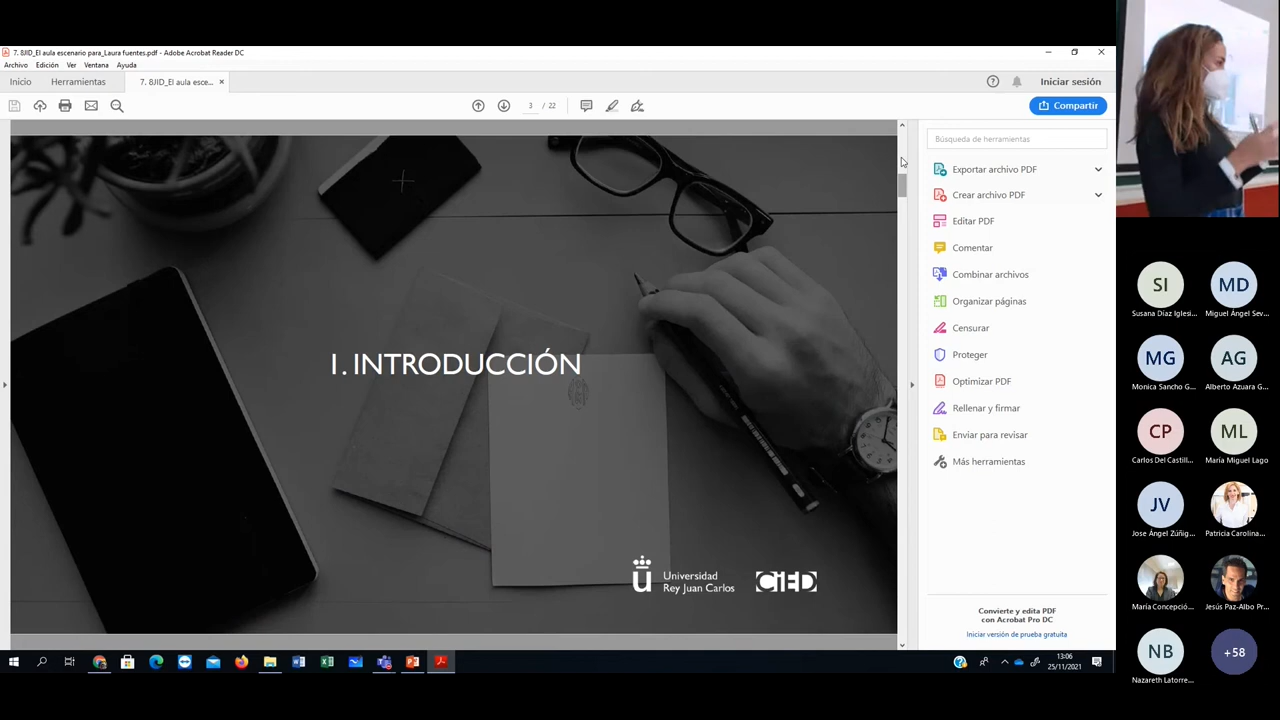 7. 8JID_El aula escenario para_Laura fuentes.pdf - Adobe Acrobat Reader DC
Archivo Edición Ver Ventana Ayuda
Inicio Herramientas 7. 8JID_El aula esce... Iniciar sesión
3 / 22 Compartir
Búsqueda de herramientas
Exportar archivo PDF
Crear archivo PDF
Editar PDF
Comentar
Combinar archivos
Organizar páginas
Censurar
Proteger
Optimizar PDF
Rellenar y firmar
Enviar para revisar
Más herramientas
Convierte y edita PDF
con Acrobat Pro DC
Iniciar versión de prueba gratuita
I. INTRODUCCIÓN
Universidad
Rey Juan Carlos
CiED
13:06
25/11/2021
SI MD
Susana Díaz Iglesi... Miguel Ángel Sev...
MG AG
Monica Sancho G... Alberto Azuara G...
CP ML
Carlos Del Castill... María Miguel Lago
JV
Jose Ángel Zúñig... Patricia Carolina...
María Concepció... Jesús Paz-Albo Pr...
NB +58
Nazareth Latorre...